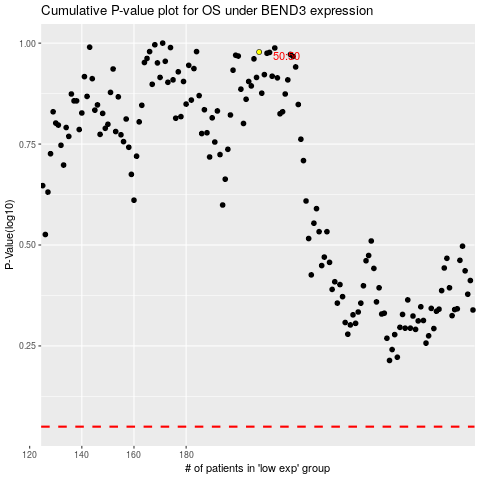 Cumulative P-value plot for OS under BEND3 expression
P-Value(log10)
1.00
0.75
0.50
0.25
50:50
120 140 160 180
# of patients in 'low exp' group